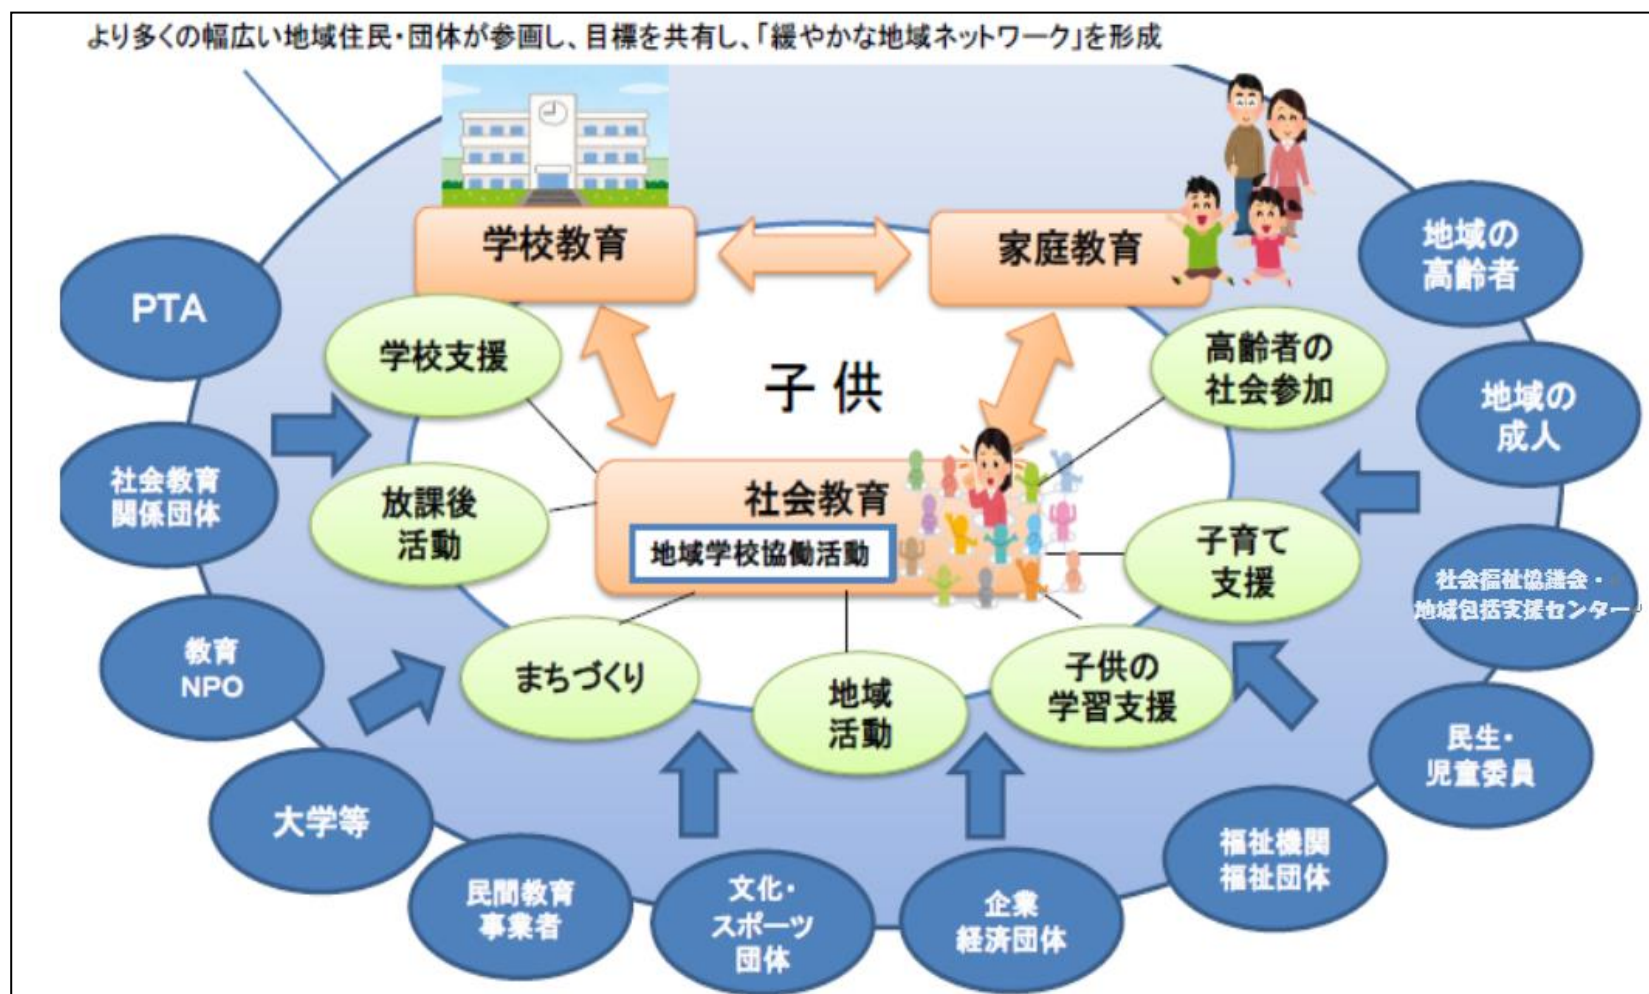 より多くの幅広い地域住民・団体が参画し、目標を共有し、「緩やかな地域ネットワーク」を形成
学校教育
家庭教育
子供
社会教育
地域学校協働活動
学校支援
放課後
活動
まちづくり
地域
活動
子供の
学習支援
子育て
支援
高齢者の
社会参加
PTA
社会教育
関係団体
教育
NPO
大学等
民間教育
事業者
文化・
スポーツ
団体
企業
経済団体
福祉機関
福祉団体
民生・
児童委員
社会福祉協議会・
地域包括支援センター
地域の
成人
地域の
高齢者